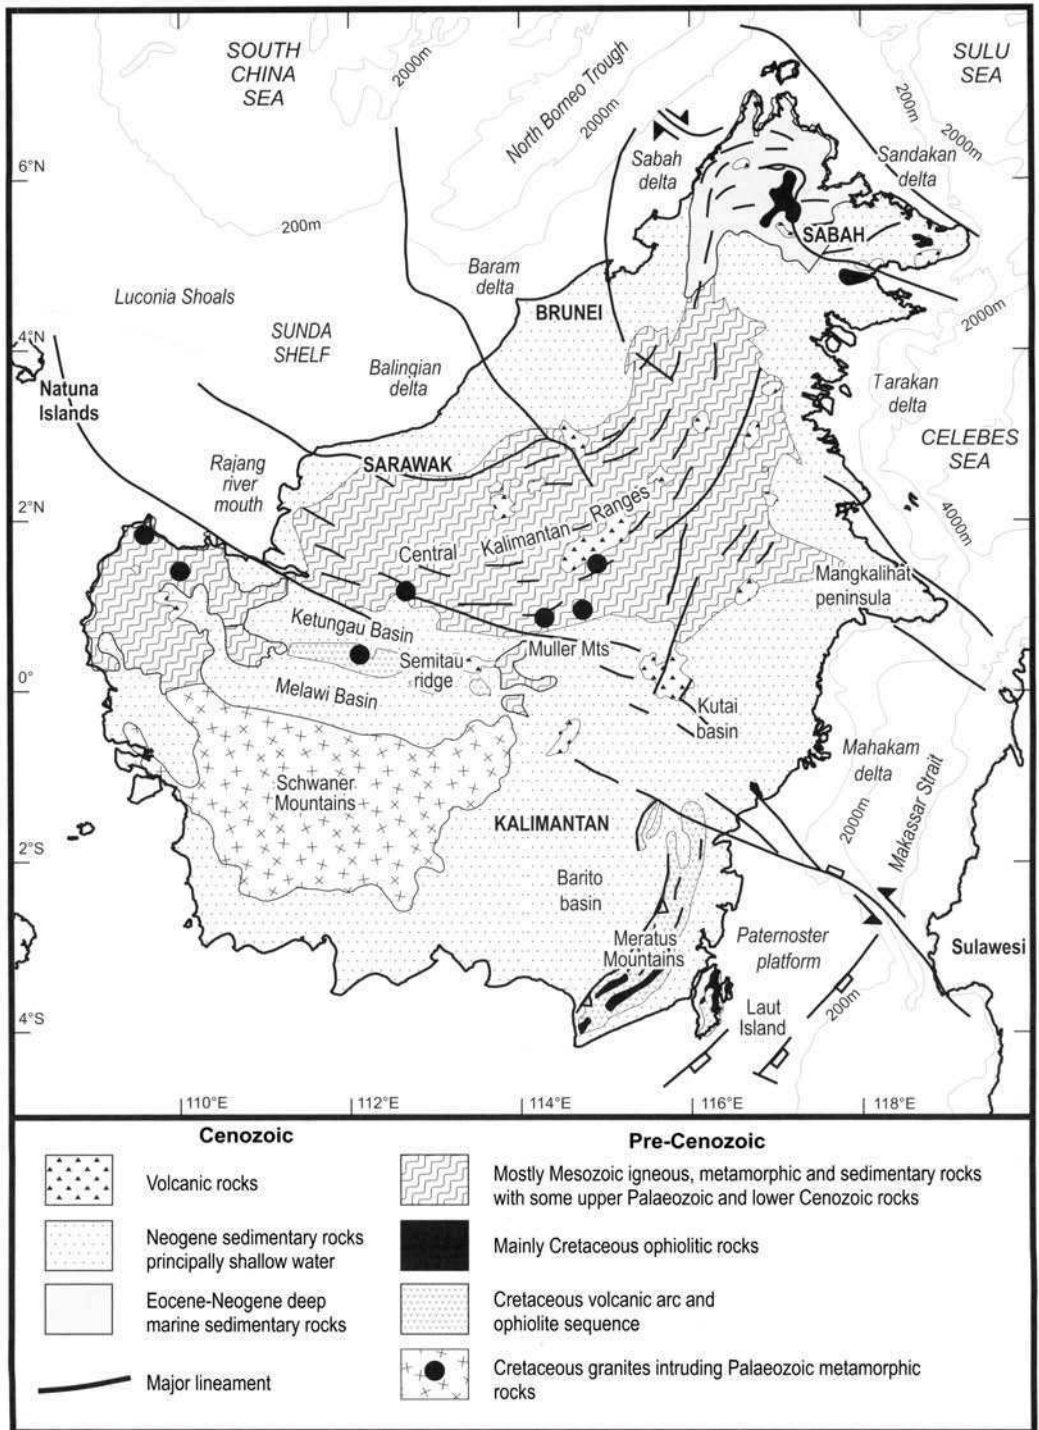 SOUTH
CHINA
SEA
2000m
North Borneo Trough
2000m
SULU
SEA
200m
2000m
6°N
Sabah
delta
Sandakan
delta
200m
SABAH
Baram
delta
Luconia Shoals
BRUNEI
2000m
SUNDA
SHELF
4°N
Balingian
delta
Natuna
Islands
Tarakan
delta
CELEBES
SEA
SARAWAK
Rajang
river
mouth
4000m
2°N
Central Kalimantan Ranges
Mangkalihat
peninsula
Ketungau Basin
Muller Mts
Semitau
ridge
0°
Melawi Basin
Kutai
basin
Mahakam
delta
Schwaner
Mountains
2000m
Makassar Strait
KALIMANTAN
2°S
Barito
basin
Meratus
Mountains
Paternoster
platform
Sulawesi
200m
Laut
Island
4°S
110°E
112°E
114°E
116°E
118°E
Cenozoic
Volcanic rocks
Neogene sedimentary rocks
principally shallow water
Eocene-Neogene deep
marine sedimentary rocks
Major lineament
Pre-Cenozoic
Mostly Mesozoic igneous, metamorphic and sedimentary rocks
with some upper Palaeozoic and lower Cenozoic rocks
Mainly Cretaceous ophiolitic rocks
Cretaceous volcanic arc and
ophiolite sequence
Cretaceous granites intruding Palaeozoic metamorphic
rocks